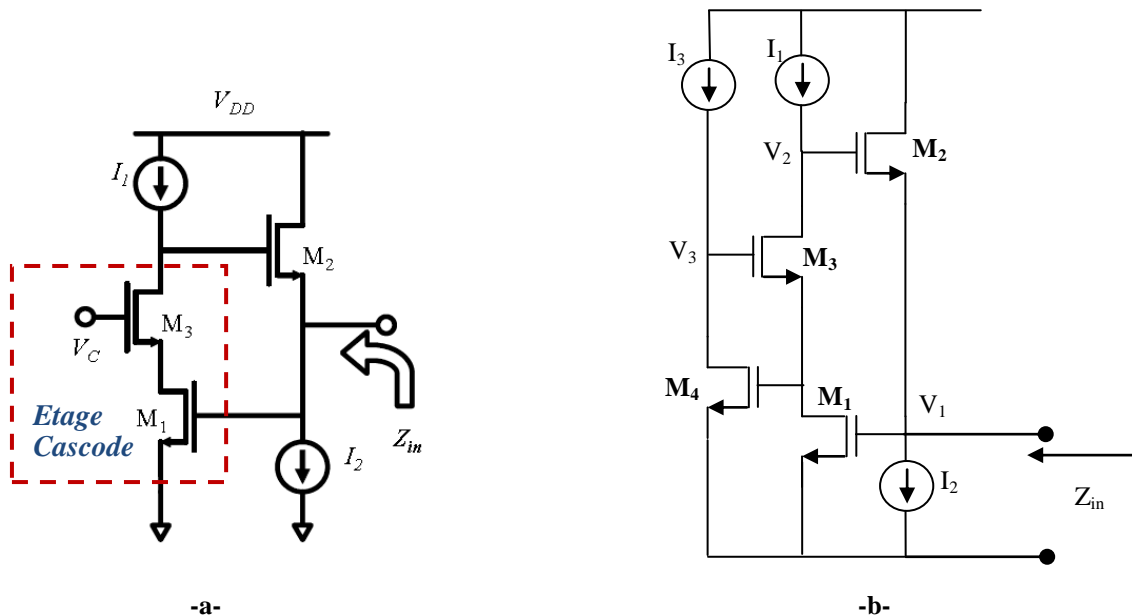 V_DD
I_1
M_2
M_3
V_C
Etage
Cascode
M_1
I_2
Z_in
-a-
I_3
I_1
V_2
M_2
V_3
M_3
M_4
M_1
V_1
I_2
Z_in
-b-